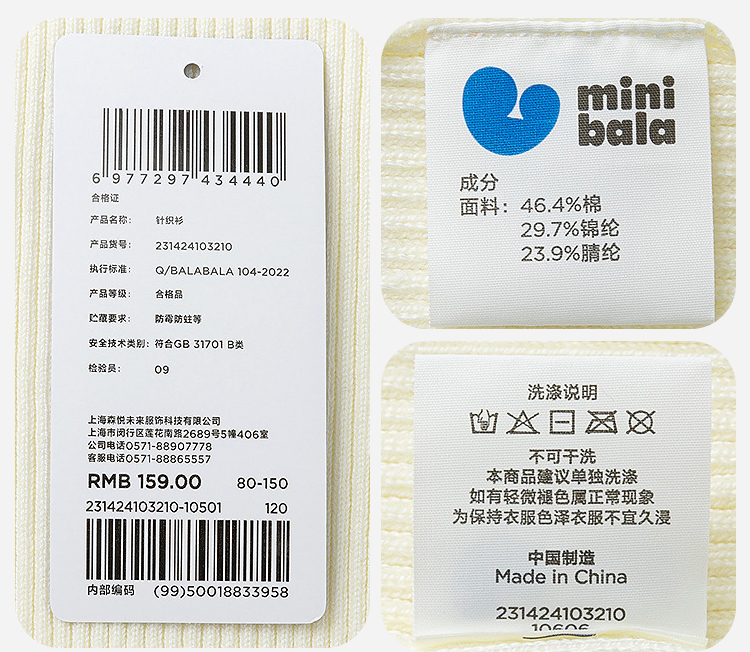 6 977297 434440
合格证
产品名称： 针织衫
产品货号： 231424103210
执行标准： Q/BALABALA 104-2022
产品等级： 合格品
贮藏要求： 防霉防蛀等
安全技术类别： 符合GB 31701 B类
检验员： 09
上海森悦未来服饰科技有限公司
上海市闵行区莲花南路2689号5幢406室
公司电话0571-88907778
客服电话0571-88865557
RMB 159.00 80-150
231424103210-10501 120
内部编码 (99)50018833958
mini
bala
成分
面料：46.4%棉
29.7%锦纶
23.9%腈纶
洗涤说明
不可干洗
本商品建议单独洗涤
如有轻微褪色属正常现象
为保持衣服色泽衣服不宜久浸
中国制造
Made in China
231424103210
10606